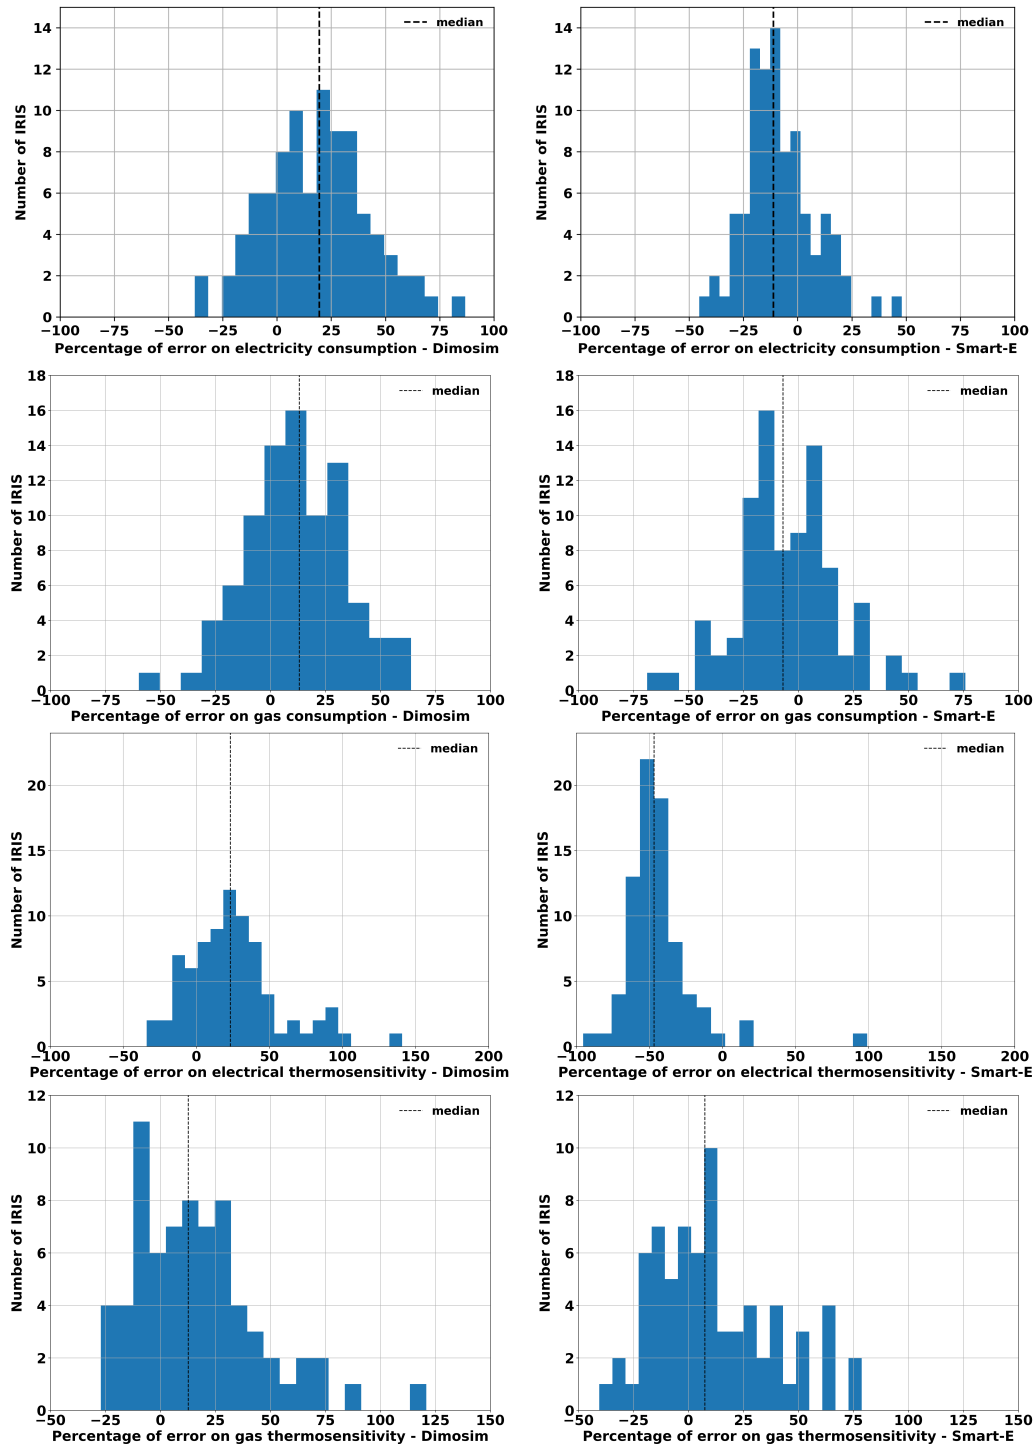 14
12
10
8
6
4
2
0
Number of IRIS
median
−100 −75 −50 −25 0 25 50 75 100
Percentage of error on electricity consumption - Dimosim
14
12
10
8
6
4
2
0
Number of IRIS
median
−100 −75 −50 −25 0 25 50 75 100
Percentage of error on electricity consumption - Smart-E
18
16
14
12
10
8
6
4
2
0
Number of IRIS
median
−100 −75 −50 −25 0 25 50 75 100
Percentage of error on gas consumption - Dimosim
18
16
14
12
10
8
6
4
2
0
Number of IRIS
median
−100 −75 −50 −25 0 25 50 75 100
Percentage of error on gas consumption - Smart-E
20
15
10
5
0
Number of IRIS
median
−100 −50 0 50 100 150 200
Percentage of error on electrical thermosensitivity - Dimosim
20
15
10
5
0
Number of IRIS
median
−100 −50 0 50 100 150 200
Percentage of error on electrical thermosensitivity - Smart-E
12
10
8
6
4
2
0
Number of IRIS
median
−50 −25 0 25 50 75 100 125 150
Percentage of error on gas thermosensitivity - Dimosim
12
10
8
6
4
2
0
Number of IRIS
median
−50 −25 0 25 50 75 100 125 150
Percentage of error on gas thermosensitivity - Smart-E